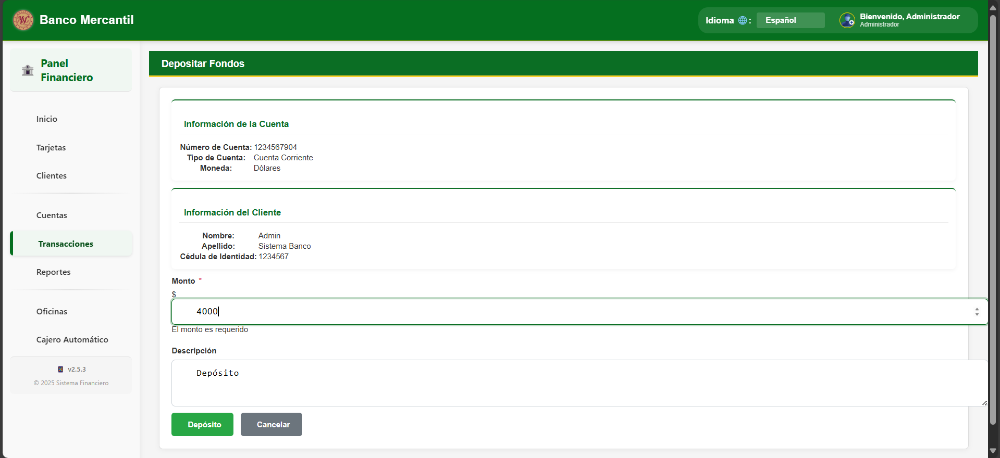 MSC
Banco Mercantil
Idioma 🌐 :
Español
Bienvenido, Administrador
Administrador
Panel
Financiero
Inicio
Tarjetas
Clientes
Cuentas
Transacciones
Reportes
Oficinas
Cajero Automático
v2.5.3
© 2025 Sistema Financiero
Depositar Fondos
Información de la Cuenta
Número de Cuenta: 1234567904
Tipo de Cuenta: Cuenta Corriente
Moneda: Dólares
Información del Cliente
Nombre: Admin
Apellido: Sistema Banco
Cédula de Identidad: 1234567
Monto *
$
4000
El monto es requerido
Descripción
Depósito
Depósito
Cancelar